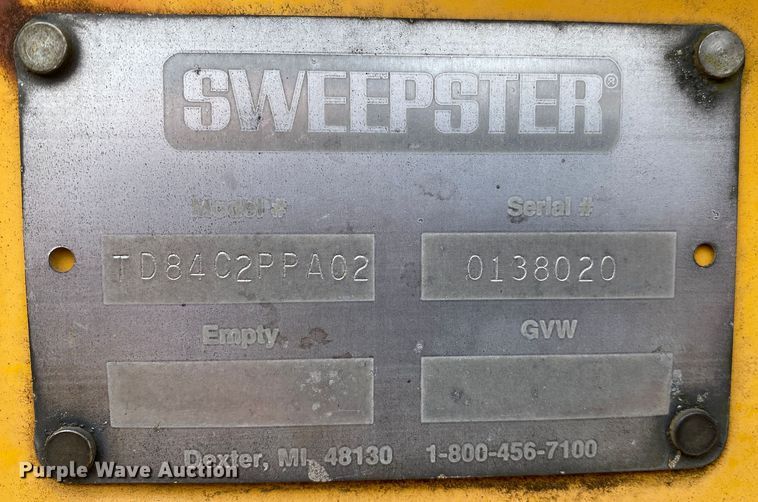 SWEEPSTER®
Model # Serial #
TD84C2PPA02 0138020
Empty GVW
Dexter, MI, 48130 1-800-456-7100
Purple Wave Auction